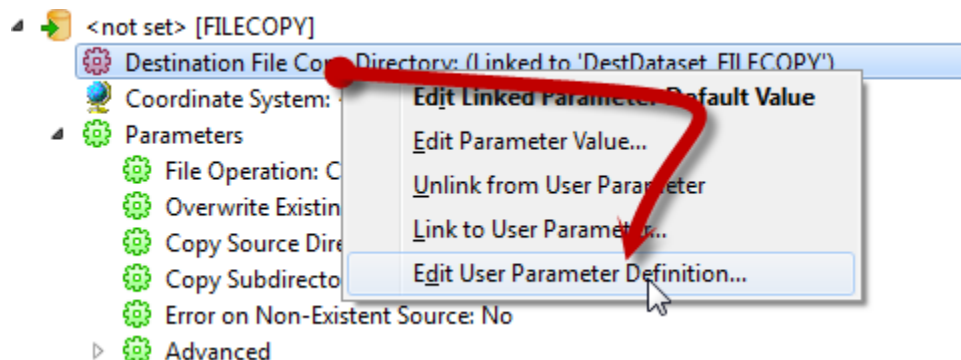 <not set> [FILECOPY]
Destination File Copy Directory: (Linked to 'DestDataset_FILECOPY')
Coordinate System:
Edit Linked Parameter Default Value
Parameters
Edit Parameter Value...
File Operation: C
Unlink from User Parameter
Overwrite Existin
Copy Source Dire
Link to User Parameter...
Copy Subdirecto
Edit User Parameter Definition...
Error on Non-Existent Source: No
Advanced